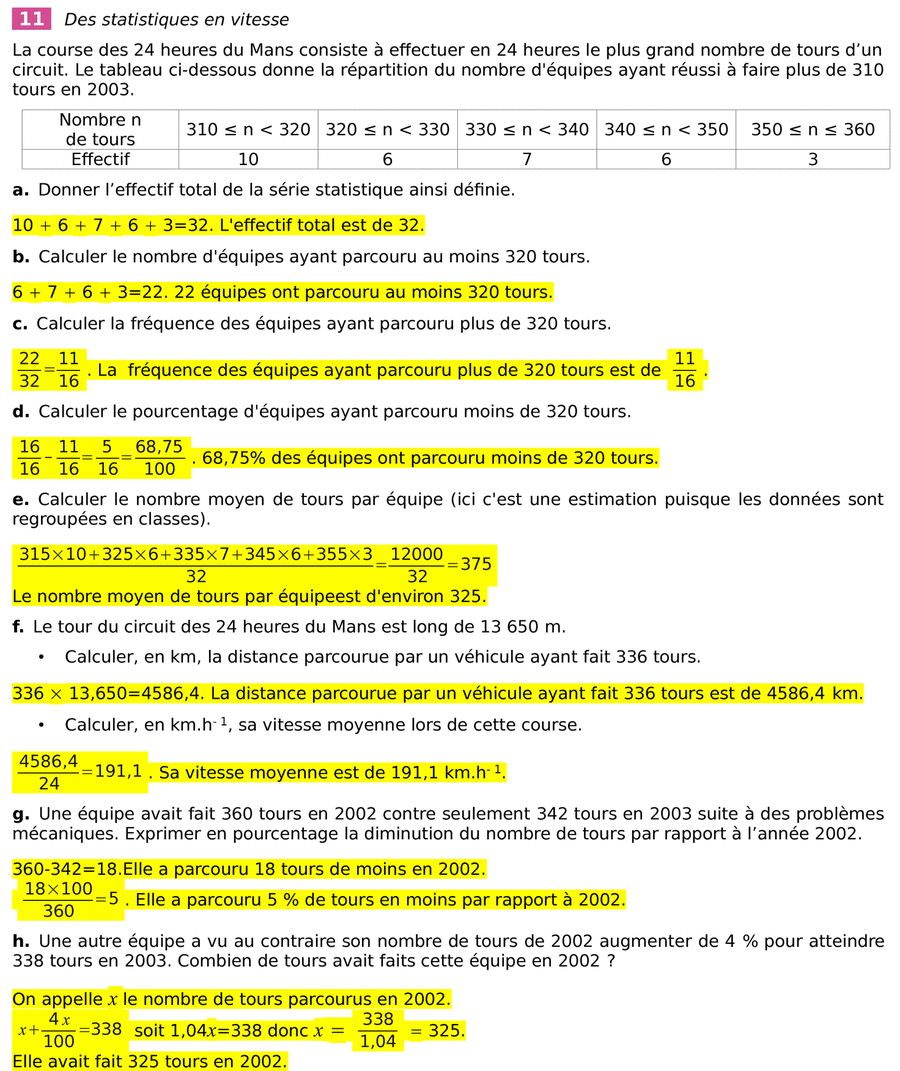 11 Des statistiques en vitesse
La course des 24 heures du Mans consiste à effectuer en 24 heures le plus grand nombre de tours d’un
circuit. Le tableau ci-dessous donne la répartition du nombre d'équipes ayant réussi à faire plus de 310
tours en 2003.
Nombre n
de tours 310 ≤ n < 320 320 ≤ n < 330 330 ≤ n < 340 340 ≤ n < 350 350 ≤ n ≤ 360
Effectif 10 6 7 6 3
a. Donner l’effectif total de la série statistique ainsi définie.
10 + 6 + 7 + 6 + 3=32. L'effectif total est de 32.
b. Calculer le nombre d'équipes ayant parcouru au moins 320 tours.
6 + 7 + 6 + 3=22. 22 équipes ont parcouru au moins 320 tours.
c. Calculer la fréquence des équipes ayant parcouru plus de 320 tours.
22/32=11/16. La fréquence des équipes ayant parcouru plus de 320 tours est de 11/16.
d. Calculer le pourcentage d'équipes ayant parcouru moins de 320 tours.
16/16-11/16=5/16=68,75/100. 68,75% des équipes ont parcouru moins de 320 tours.
e. Calculer le nombre moyen de tours par équipe (ici c'est une estimation puisque les données sont
regroupées en classes).
315×10+325×6+335×7+345×6+355×3/32=12000/32=375
Le nombre moyen de tours par équipeest d'environ 325.
f. Le tour du circuit des 24 heures du Mans est long de 13 650 m.
• Calculer, en km, la distance parcourue par un véhicule ayant fait 336 tours.
336 × 13,650=4586,4. La distance parcourue par un véhicule ayant fait 336 tours est de 4586,4 km.
• Calculer, en km.h- 1, sa vitesse moyenne lors de cette course.
4586,4/24=191,1. Sa vitesse moyenne est de 191,1 km.h- 1.
g. Une équipe avait fait 360 tours en 2002 contre seulement 342 tours en 2003 suite à des problèmes
mécaniques. Exprimer en pourcentage la diminution du nombre de tours par rapport à l’année 2002.
360-342=18.Elle a parcouru 18 tours de moins en 2002.
18×100/360=5. Elle a parcouru 5 % de tours en moins par rapport à 2002.
h. Une autre équipe a vu au contraire son nombre de tours de 2002 augmenter de 4 % pour atteindre
338 tours en 2003. Combien de tours avait faits cette équipe en 2002 ?
On appelle x le nombre de tours parcourus en 2002.
x+4x/100=338 soit 1,04x=338 donc x = 338/1,04 = 325.
Elle avait fait 325 tours en 2002.